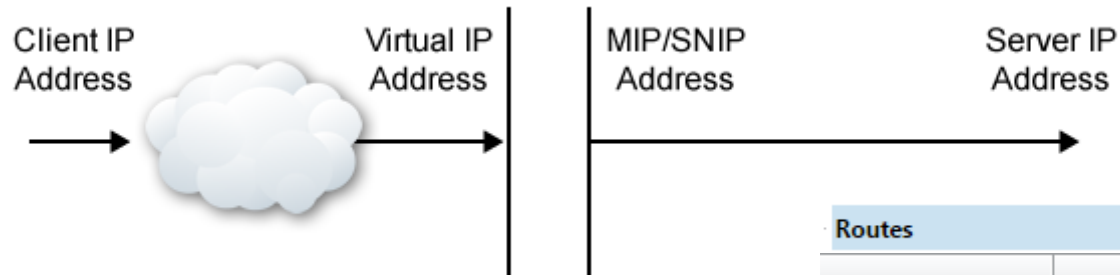 Client IP
Address
Virtual IP
Address
MIP/SNIP
Address
Server IP
Address
Routes